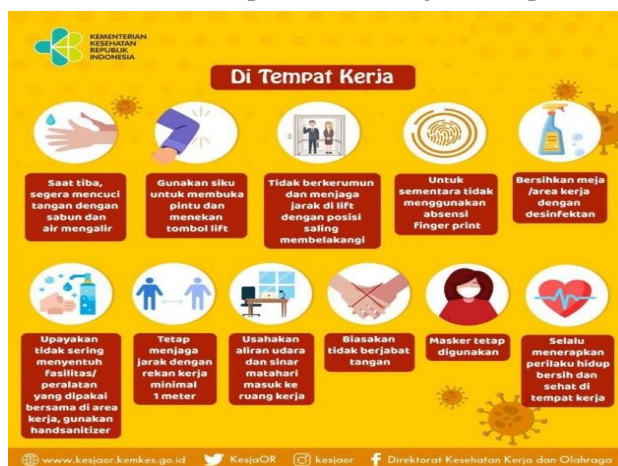 KEMENTERIAN
KESEHATAN
REPUBLIK
INDONESIA
Di Tempat Kerja
Saat tiba,
segera mencuci
tangan dengan
sabun dan
air mengalir
Gunakan siku
untuk membuka
pintu dan
menekan
tombol lift
Tidak berkerumun
dan menjaga
jarak di lift
dengan posisi
saling
membelakangi
Untuk
sementara tidak
menggunakan
absensi
finger print
Bersihkan meja
/area kerja
dengan
desinfektan
Upayakan
tidak sering
menyentuh
fasilitas/
peralatan
yang dipakai
bersama di area
kerja, gunakan
handsanitizer
Tetap
menjaga
jarak dengan
rekan kerja
minimal
1 meter
Usahakan
aliran udara
dan sinar
matahari
masuk ke
ruang kerja
Biasakan
tidak berjabat
tangan
Masker tetap
digunakan
Selalu
menerapkan
perilaku hidup
bersih dan
sehat di
tempat kerja
www.kesjaor.kemkes.go.id KesjaOR kesjaor Direktorat Kesehatan Kerja dan Olahraga